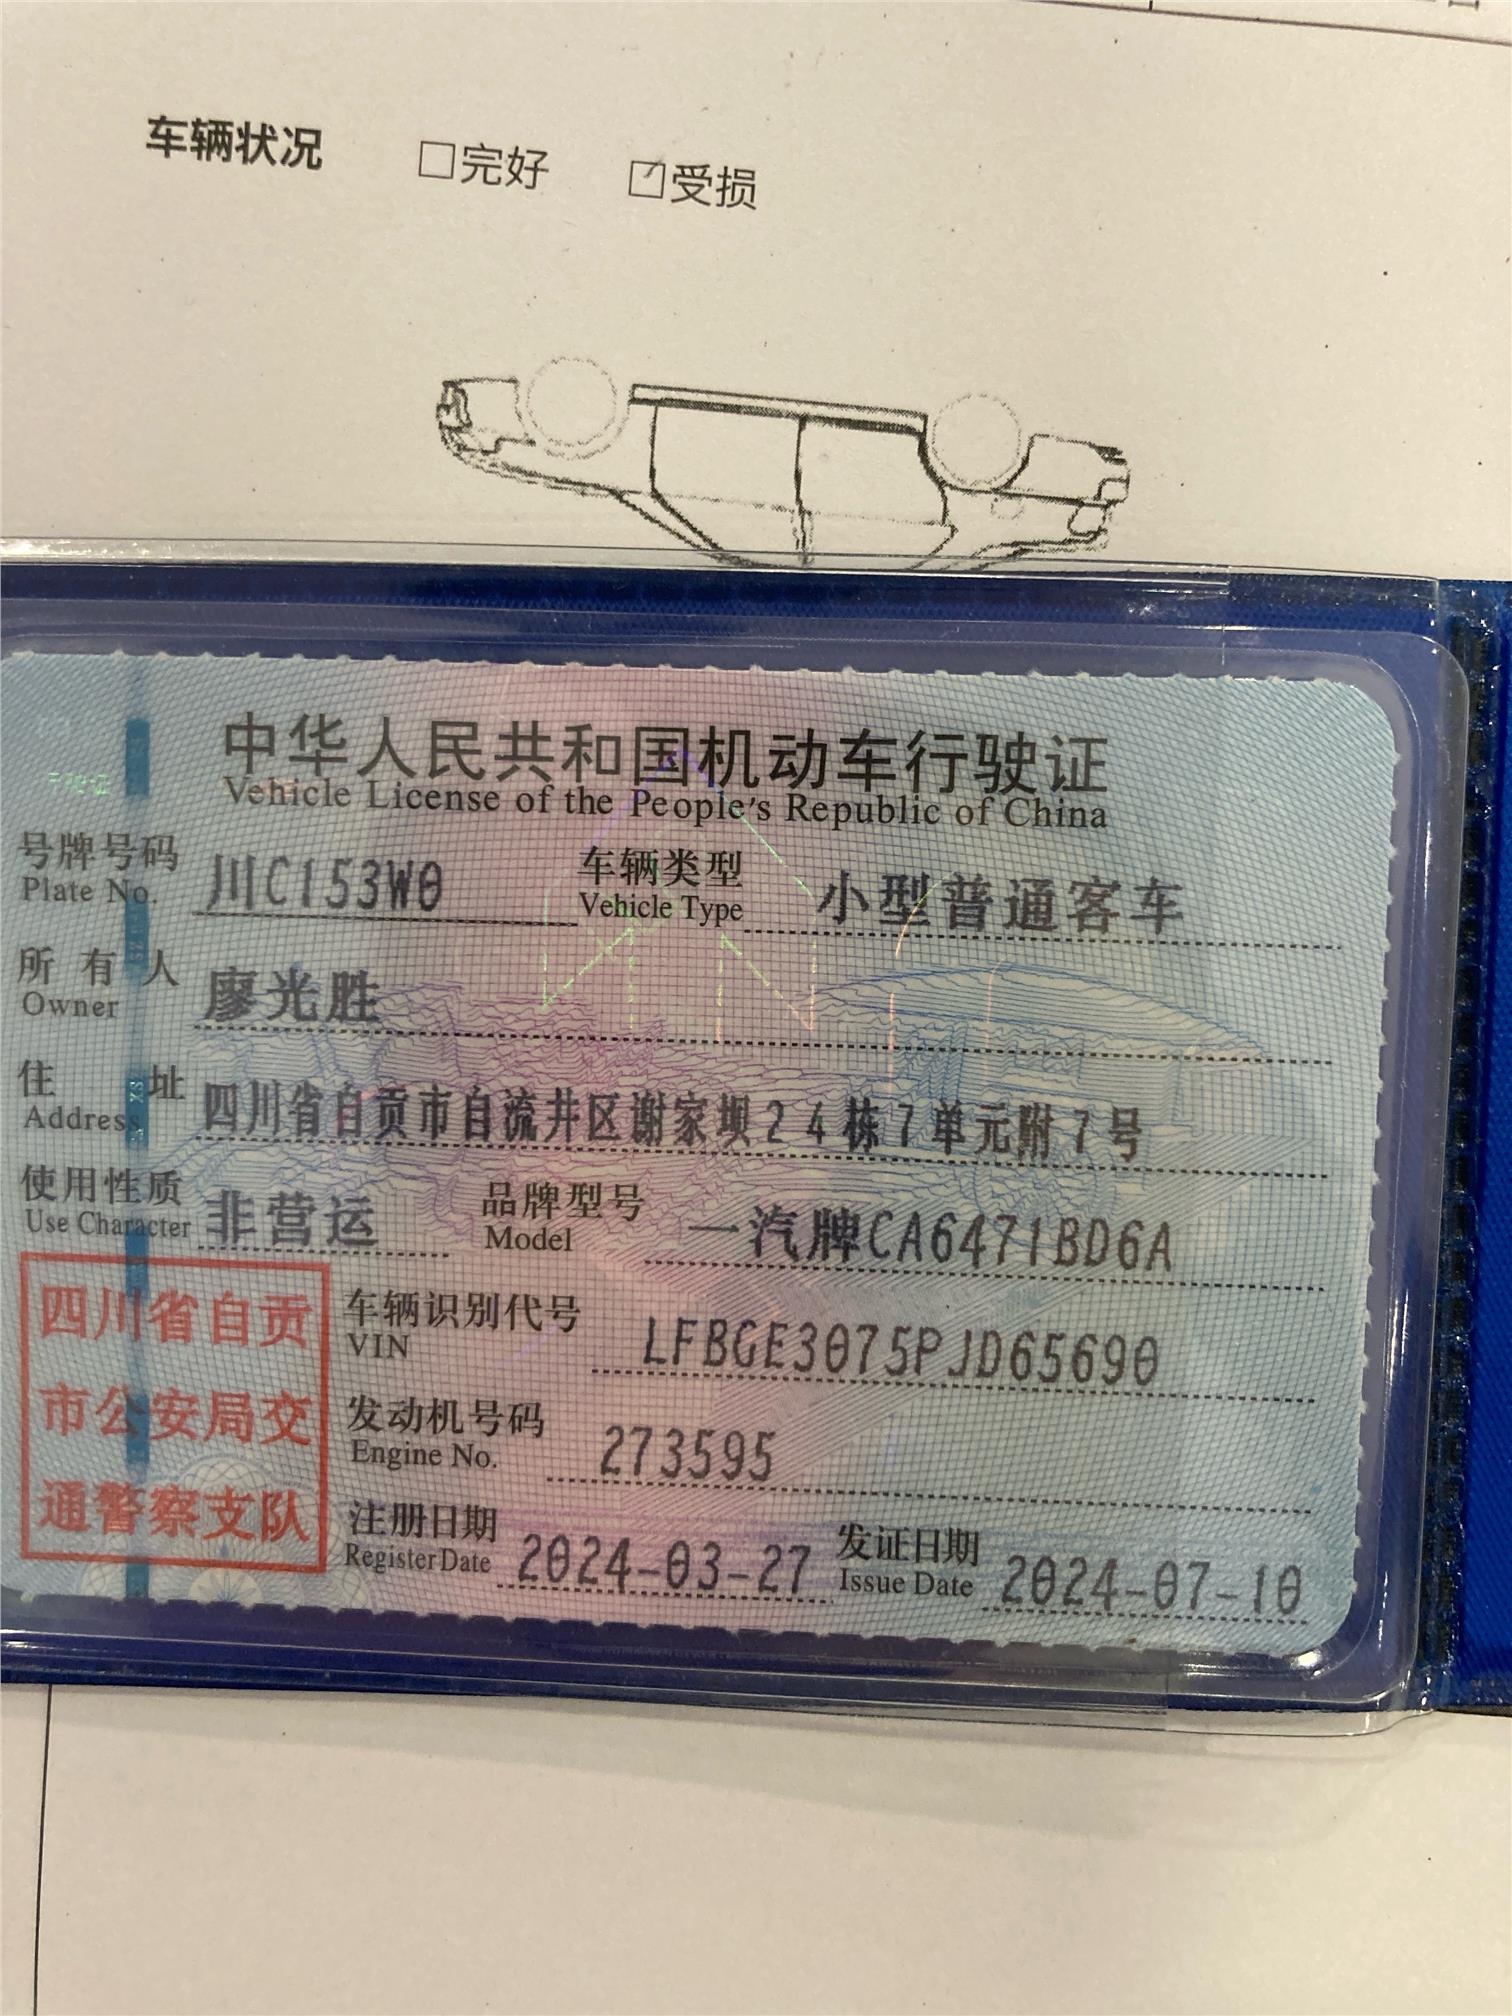 车辆状况 □完好 ☑受损
中华人民共和国机动车行驶证
Vehicle License of the People's Republic of China
号牌号码 川C153W0 车辆类型 小型普通客车
Plate No. Vehicle Type
所有人 廖光胜
Owner
住址 四川省自贡市自流井区谢家坝24栋7单元附7号
Address
使用性质 非营运 品牌型号 一汽牌CA6471BD6A
Use Character Model
四川省自贡
市公安局交
通警察支队
车辆识别代号 LFBGE3075PJD65690
VIN
发动机号码 273595
Engine No.
注册日期 2024-03-27 发证日期 2024-07-10
Register Date Issue Date